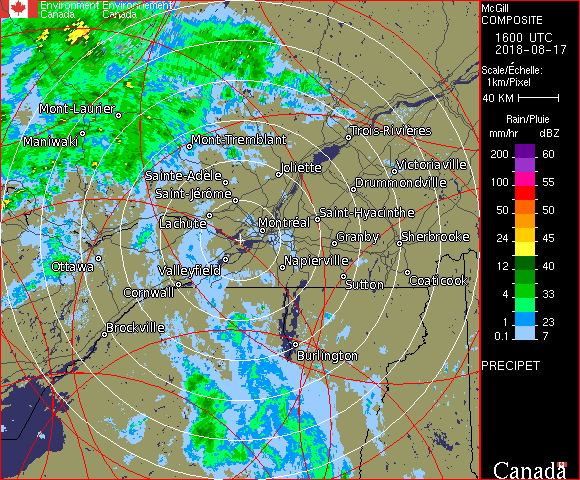 Environment Environnement
Canada Canada
McGill
COMPOSITE
1600 UTC
2018-08-17
Scale/Échelle:
1km/Pixel
40 KM
Rain/Pluie
mm/hr dBZ
200 60
100 55
50 50
24 45
12 40
4 33
1 23
0.1 7
PRECIPET
Canada
Mont-Laurier
Maniwaki
Mont-Tremblant
Trois-Rivières
Victoriaville
Joliette
Sainte-Adèle
Drummondville
Saint-Jérôme
Saint-Hyacinthe
Lachute
Montréal
Granby
Sherbrooke
Ottawa
Valleyfield
Napierville
Cornwall
Sutton
Coaticook
Brockville
Burlington